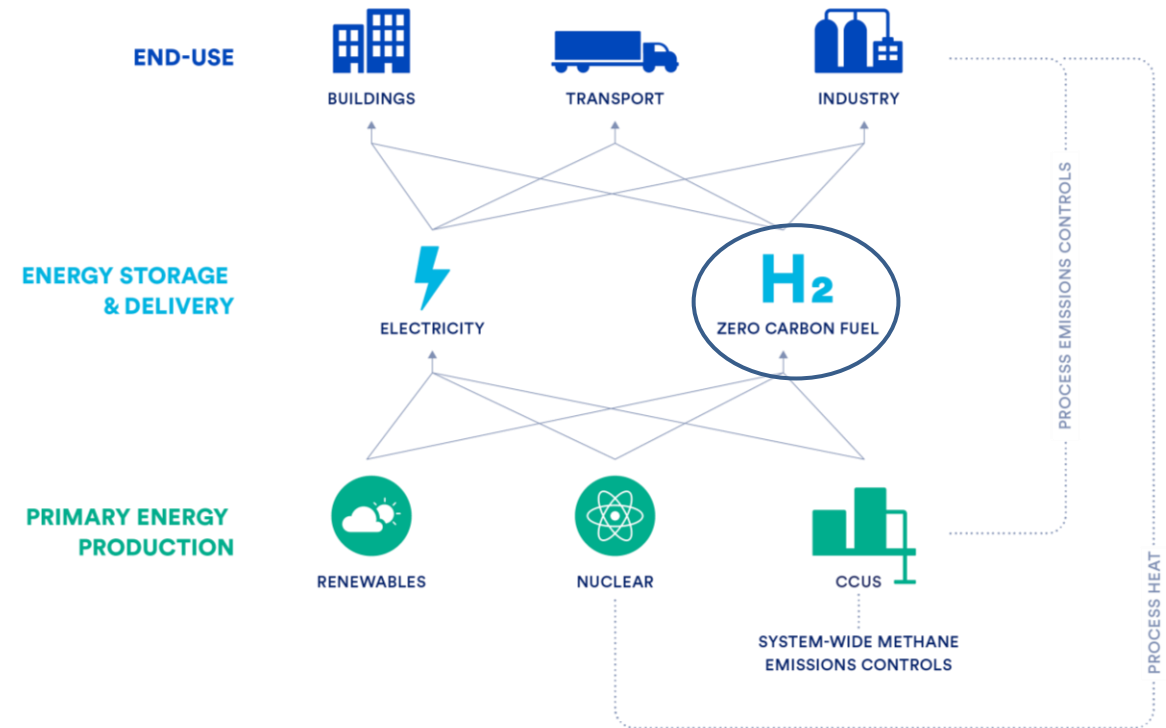 END-USE
BUILDINGS
TRANSPORT
INDUSTRY
ENERGY STORAGE
& DELIVERY
H₂
ELECTRICITY
ZERO CARBON FUEL
PROCESS EMISSIONS CONTROLS
PRIMARY ENERGY
PRODUCTION
RENEWABLES
NUCLEAR
CCUS
SYSTEM-WIDE METHANE
EMISSIONS CONTROLS
PROCESS HEAT